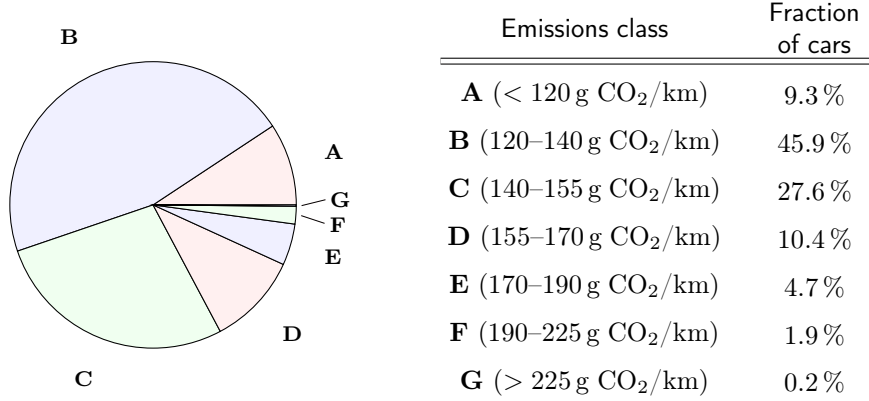 B
A
G
F
E
D
C
Emissions class Fraction of cars
A (< 120 g CO₂/km) 9.3 %
B (120–140 g CO₂/km) 45.9 %
C (140–155 g CO₂/km) 27.6 %
D (155–170 g CO₂/km) 10.4 %
E (170–190 g CO₂/km) 4.7 %
F (190–225 g CO₂/km) 1.9 %
G (> 225 g CO₂/km) 0.2 %